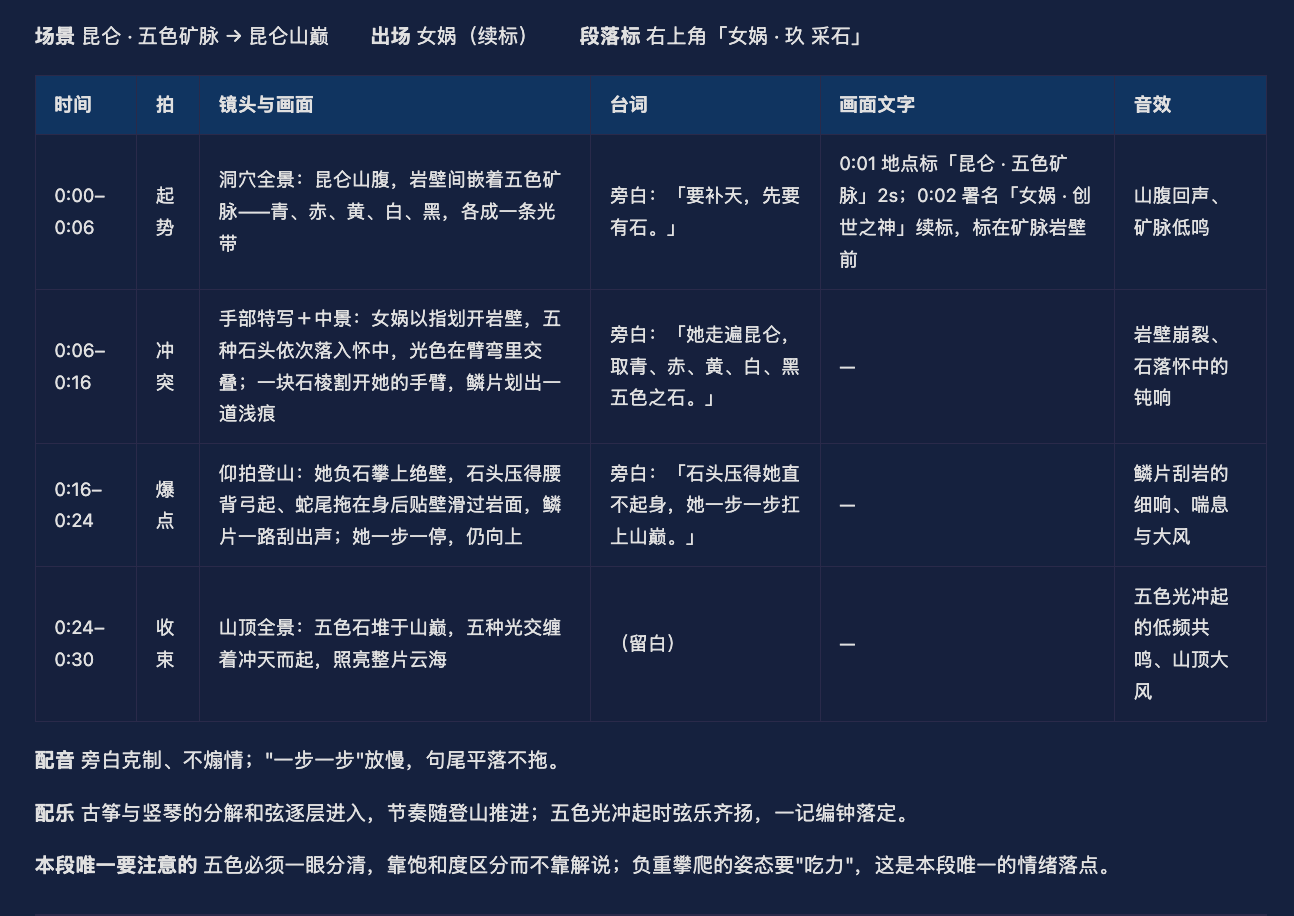 场景 昆仑 · 五色矿脉 → 昆仑山巅 出场 女娲（续标） 段落标 右上角「女娲 · 玖 采石」
时间 拍 镜头与画面 台词 画面文字 音效
0:00–
0:06
起
势
洞穴全景：昆仑山腹，岩壁间嵌着五色矿
脉——青、赤、黄、白、黑，各成一条光
带
旁白：「要补天，先要
有石。」
0:01 地点标「昆仑 · 五色矿
脉」2s；0:02 署名「女娲 · 创
世之神」续标，标在矿脉岩壁
前
山腹回声、
矿脉低鸣
0:06–
0:16
冲
突
手部特写＋中景：女娲以指划开岩壁，五
种石头依次落入怀中，光色在臂弯里交
叠；一块石棱割开她的手臂，鳞片划出一
道浅痕
旁白：「她走遍昆仑，
取青、赤、黄、白、黑
五色之石。」
—
岩壁崩裂、
石落怀中的
钝响
0:16–
0:24
爆
点
仰拍登山：她负石攀上绝壁，石头压得腰
背弓起、蛇尾拖在身后贴壁滑过岩面，鳞
片一路刮出声；她一步一停，仍向上
旁白：「石头压得她直
不起身，她一步一步扛
上山巅。」
—
鳞片刮岩的
细响、喘息
与大风
0:24–
0:30
收
束
山顶全景：五色石堆于山巅，五种光交缠
着冲天而起，照亮整片云海
（留白）
—
五色光冲起
的低频共
鸣、山顶大
风
配音 旁白克制、不煽情；"一步一步"放慢，句尾平落不拖。
配乐 古筝与竖琴的分解和弦逐层进入，节奏随登山推进；五色光冲起时弦乐齐扬，一记编钟落定。
本段唯一要注意的 五色必须一眼分清，靠饱和度区分而不靠解说；负重攀爬的姿态要"吃力"，这是本段唯一的情绪落点。